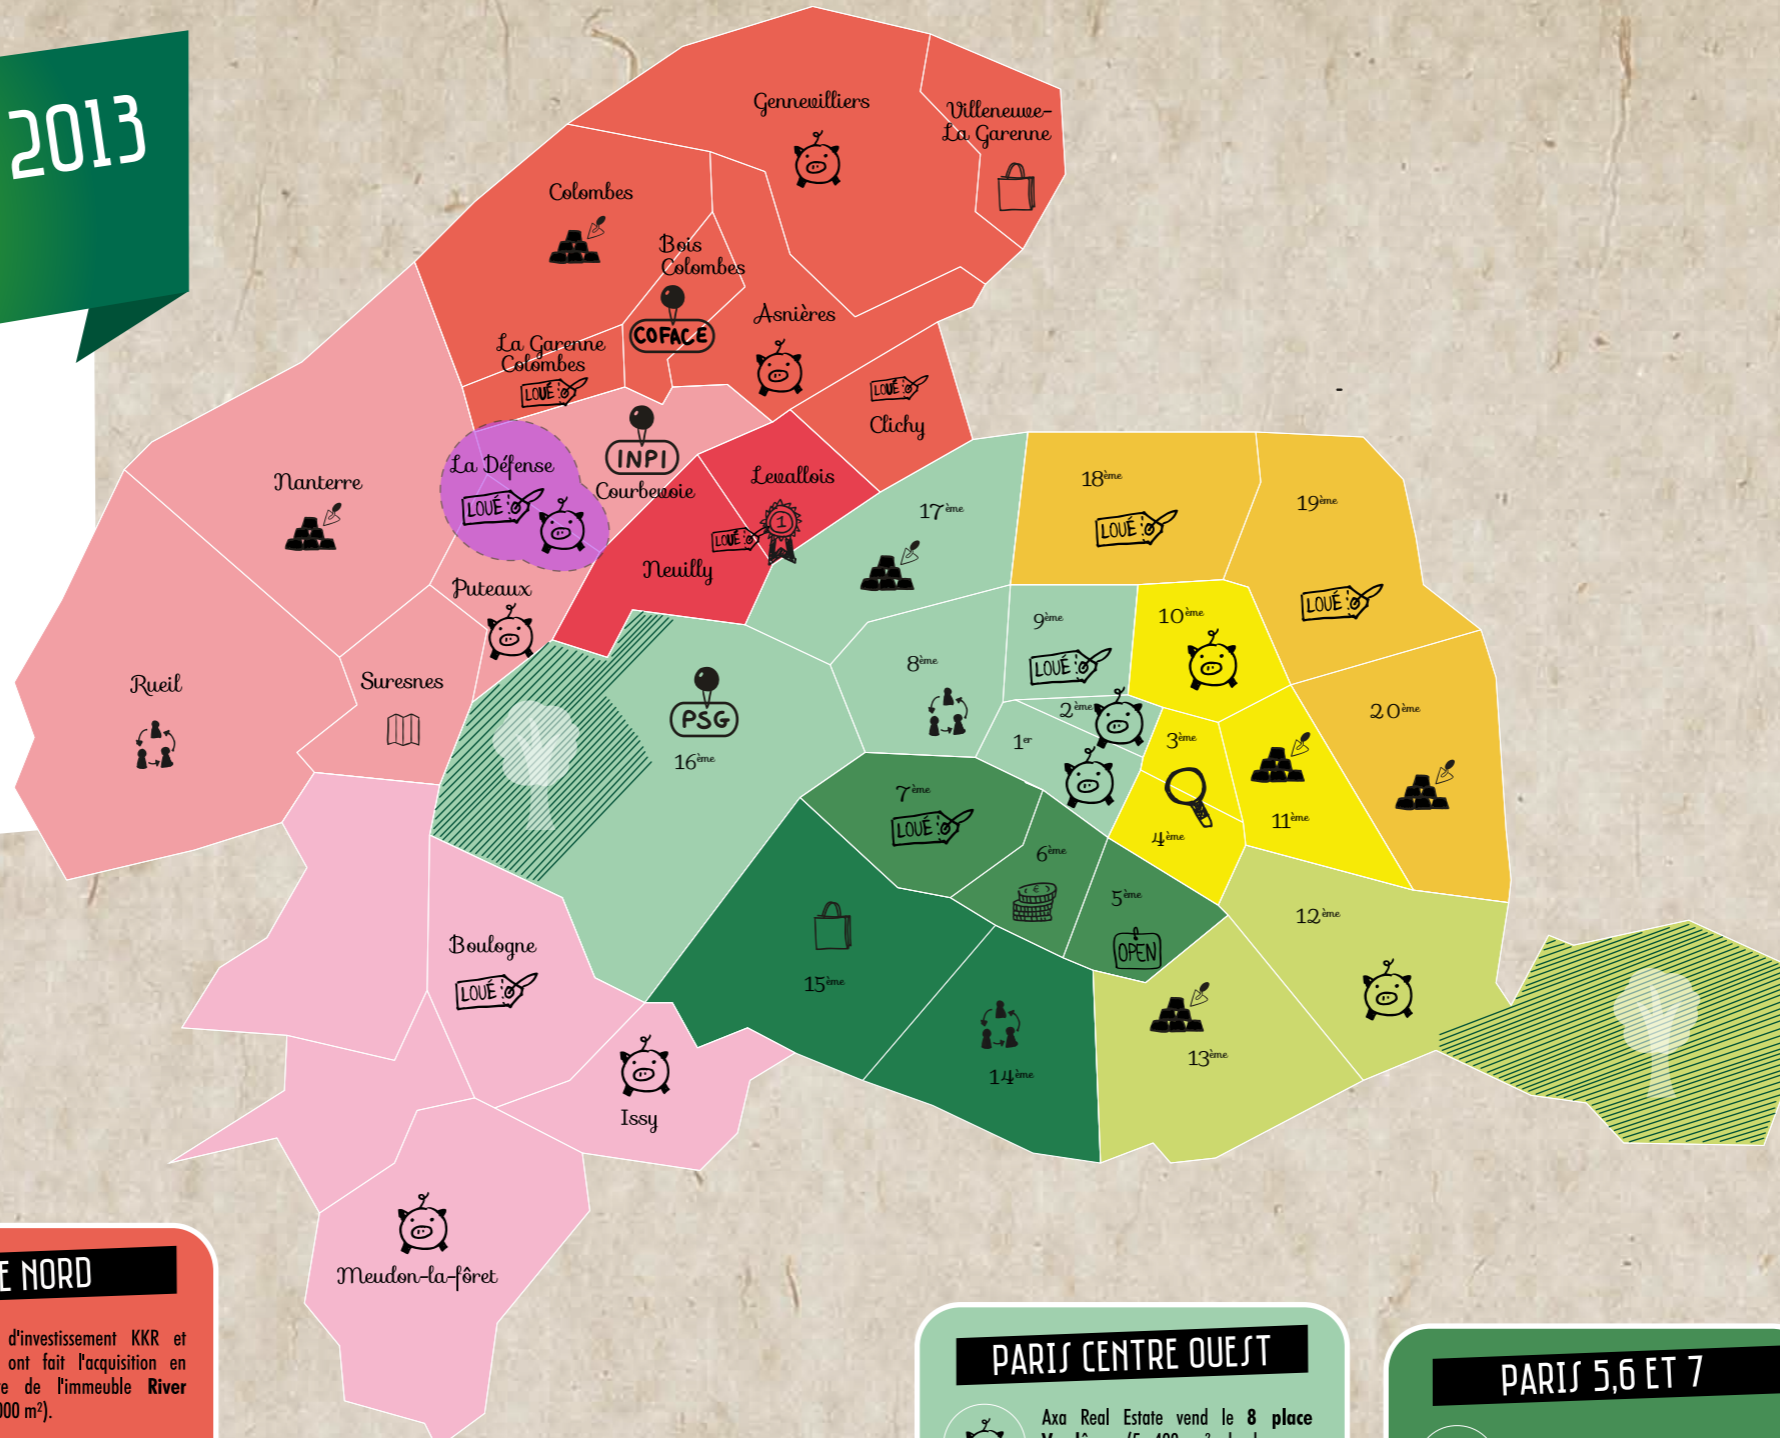 2013
Gennevilliers
Villeneuve-
La Garenne
Colombes
Bois
Colombes
COFACE
Asnières
La Garenne
Colombes
LOUÉ
LOUÉ
Clichy
INPI
Courbevoie
La Défense
LOUÉ
Nanterre
Levallois
1
LOUÉ
Neuilly
Puteaux
Rueil
Suresnes
17ème
18ème
LOUÉ
19ème
LOUÉ
9ème
LOUÉ
10ème
8ème
PSG
16ème
2ème
1er
3ème
4ème
11ème
20ème
7ème
LOUÉ
6ème
5ème
OPEN
12ème
15ème
14ème
13ème
Boulogne
LOUÉ
Issy
Meudon-la-fôret
E NORD
d'investissement KKR et
ont fait l'acquisition en
de l'immeuble River
000 m²).
PARIS CENTRE OUEST
Axa Real Estate vend le 8 place
PARIS 5,6 ET 7